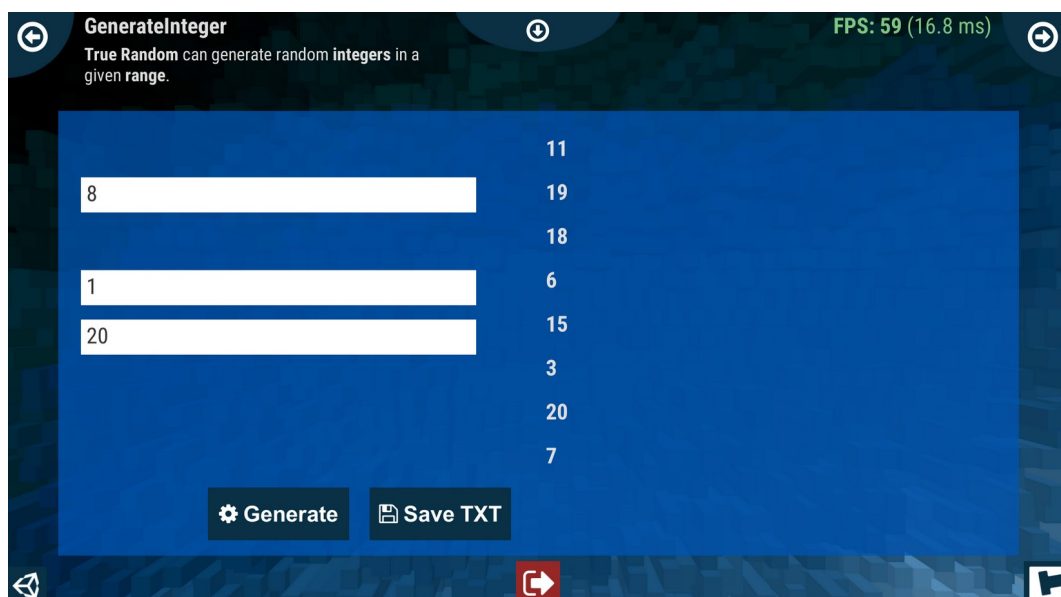 GenerateInteger
True Random can generate random integers in a
given range.
FPS: 59 (16.8 ms)
8
1
20
11
19
18
6
15
3
20
7
Generate
Save TXT